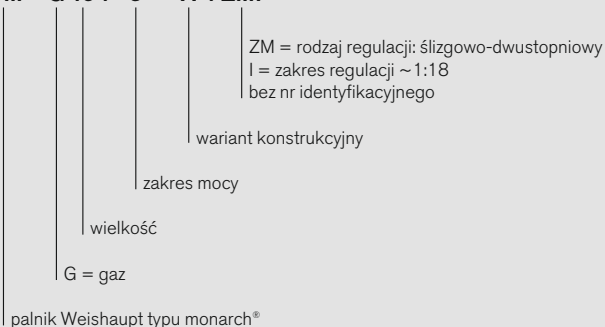 ZM = rodzaj regulacji: ślizgowo-dwustopniowy
I = zakres regulacji ~1:18
bez nr identyfikacyjnego
wariant konstrukcyjny
zakres mocy
wielkość
G = gaz
palnik Weishaupt typu monarch®